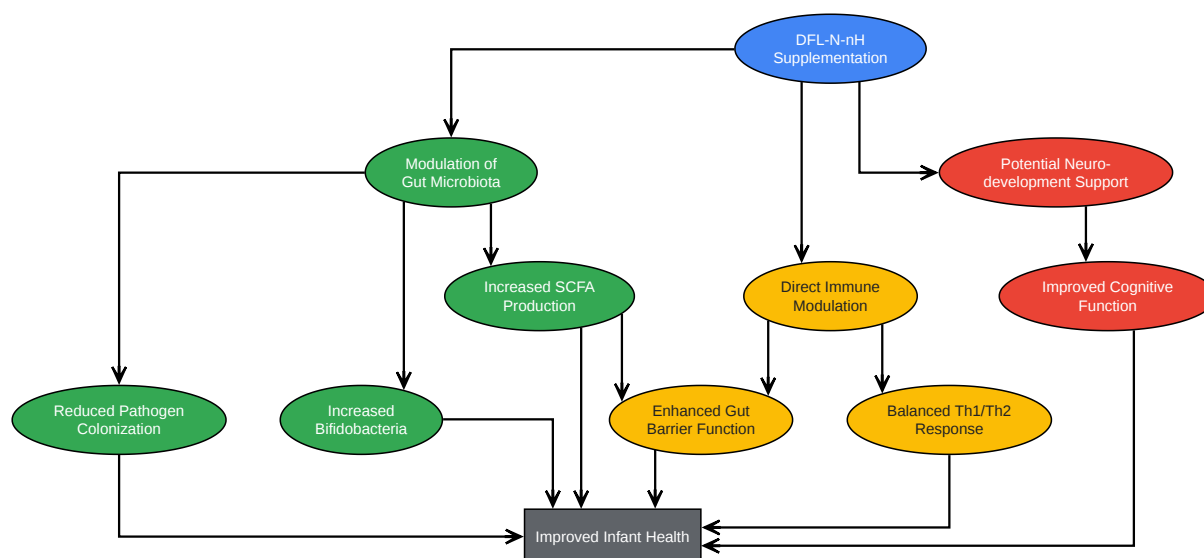 DFL-N-nH
Supplementation
Modulation of
Gut Microbiota
Potential Neuro-
development Support
Increased SCFA
Production
Direct Immune
Modulation
Improved Cognitive
Function
Reduced Pathogen
Colonization
Increased
Bifidobacteria
Enhanced Gut
Barrier Function
Balanced Th1/Th2
Response
Improved Infant Health